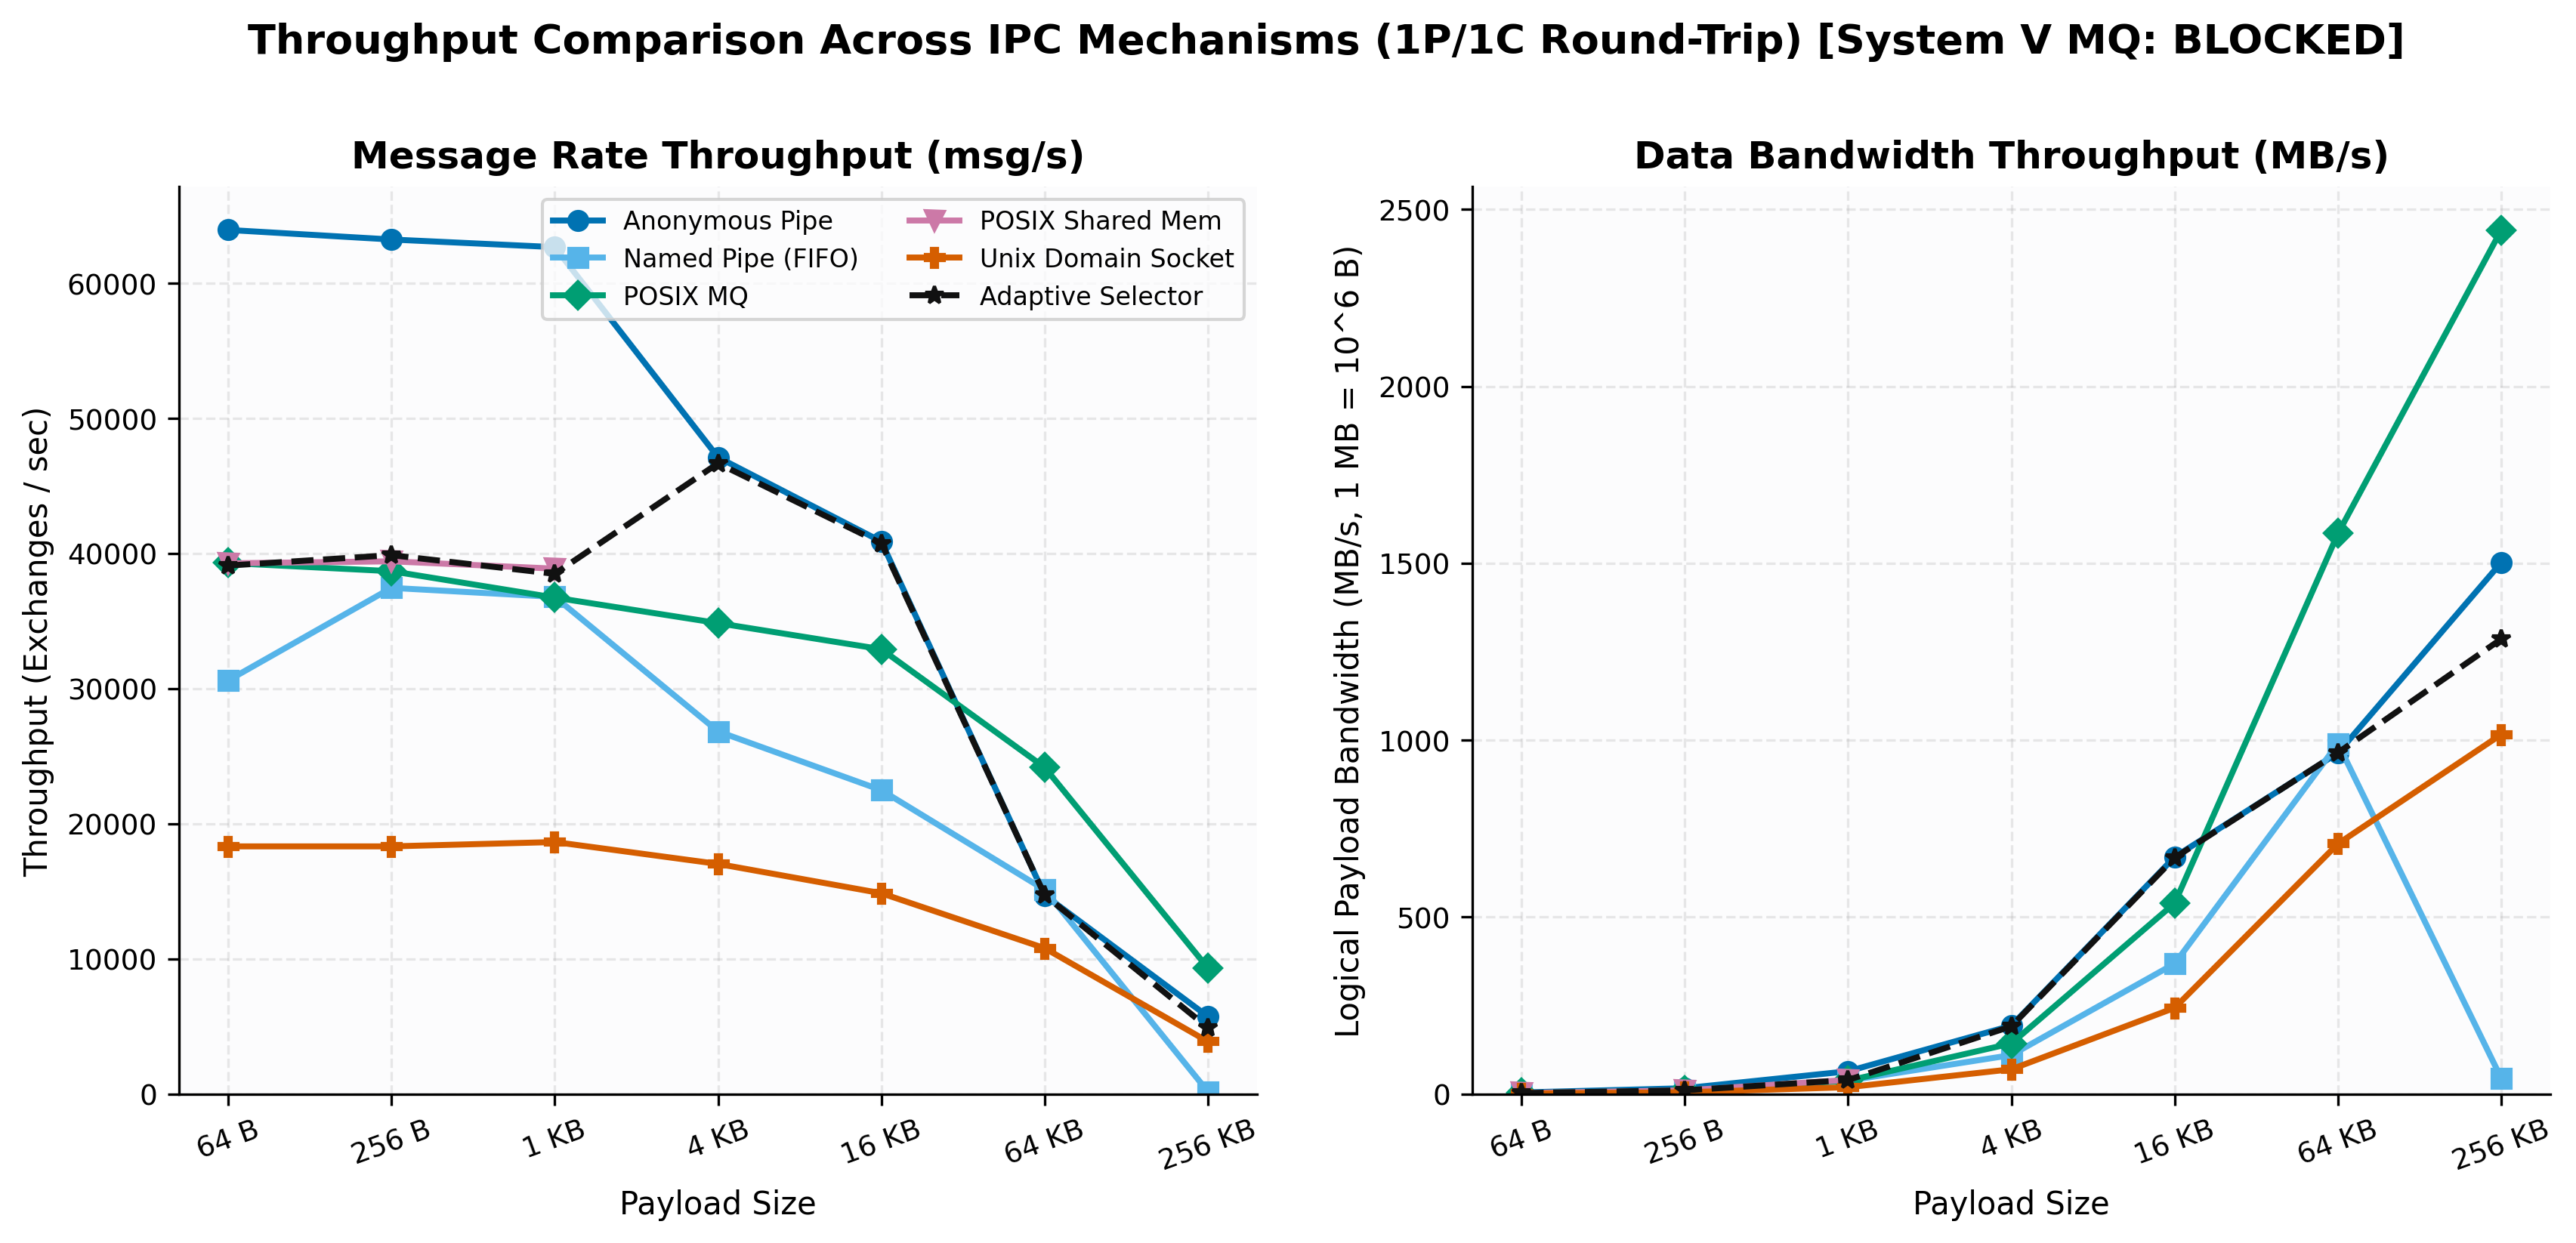 Throughput Comparison Across IPC Mechanisms (1P/1C Round-Trip) [System V MQ: BLOCKED]
Message Rate Throughput (msg/s)
Throughput (Exchanges / sec)
60000
50000
40000
30000
20000
10000
0
Anonymous Pipe
Named Pipe (FIFO)
POSIX MQ
POSIX Shared Mem
Unix Domain Socket
Adaptive Selector
64 B
256 B
1 KB
4 KB
16 KB
64 KB
256 KB
Payload Size
Data Bandwidth Throughput (MB/s)
Logical Payload Bandwidth (MB/s, 1 MB = 10^6 B)
2500
2000
1500
1000
500
0
64 B
256 B
1 KB
4 KB
16 KB
64 KB
256 KB
Payload Size